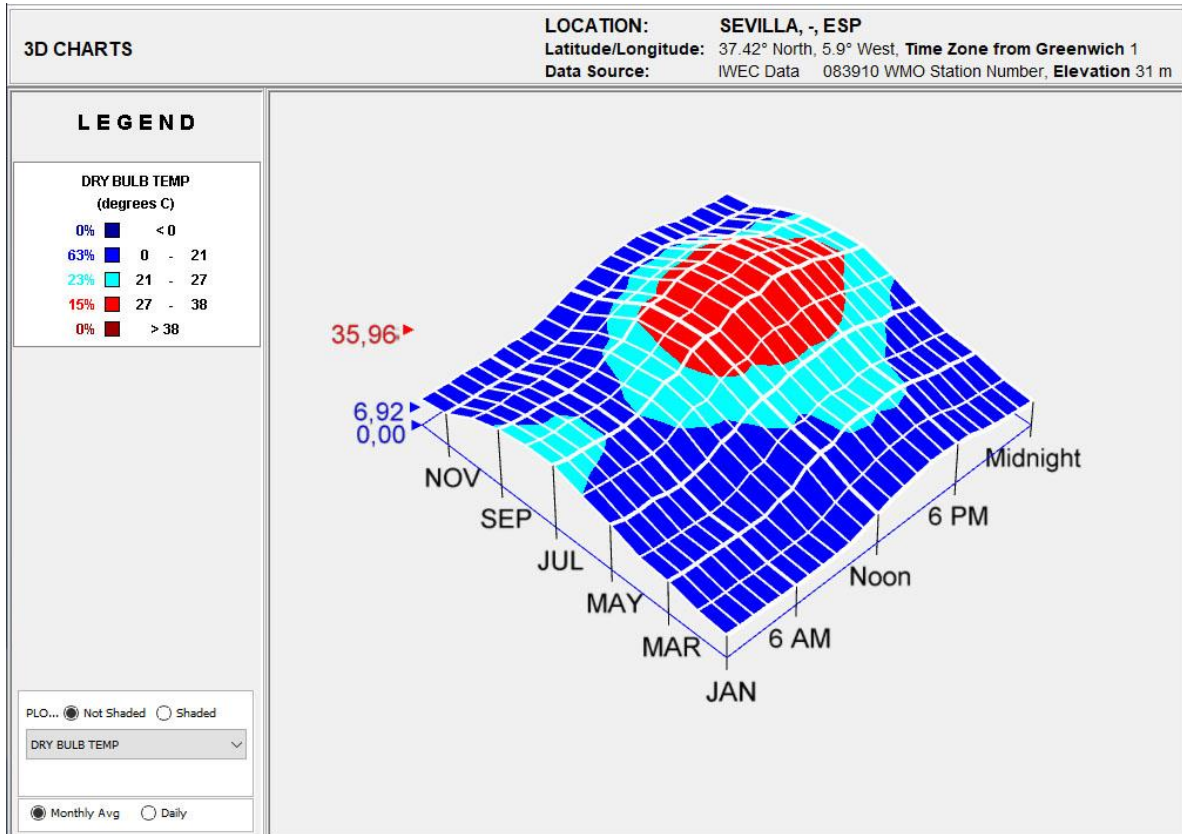 3D CHARTS
LOCATION: SEVILLA, -, ESP
Latitude/Longitude: 37.42° North, 5.9° West, Time Zone from Greenwich 1
Data Source: IWEC Data 083910 WMO Station Number, Elevation 31 m
LEGEND
DRY BULB TEMP
(degrees C)
0% < 0
63% 0 - 21
23% 21 - 27
15% 27 - 38
0% > 38
PLO... Not Shaded Shaded
DRY BULB TEMP
Monthly Avg Daily
35,96
6,92
0,00
NOV
SEP
JUL
MAY
MAR
JAN
6 AM
Noon
6 PM
Midnight